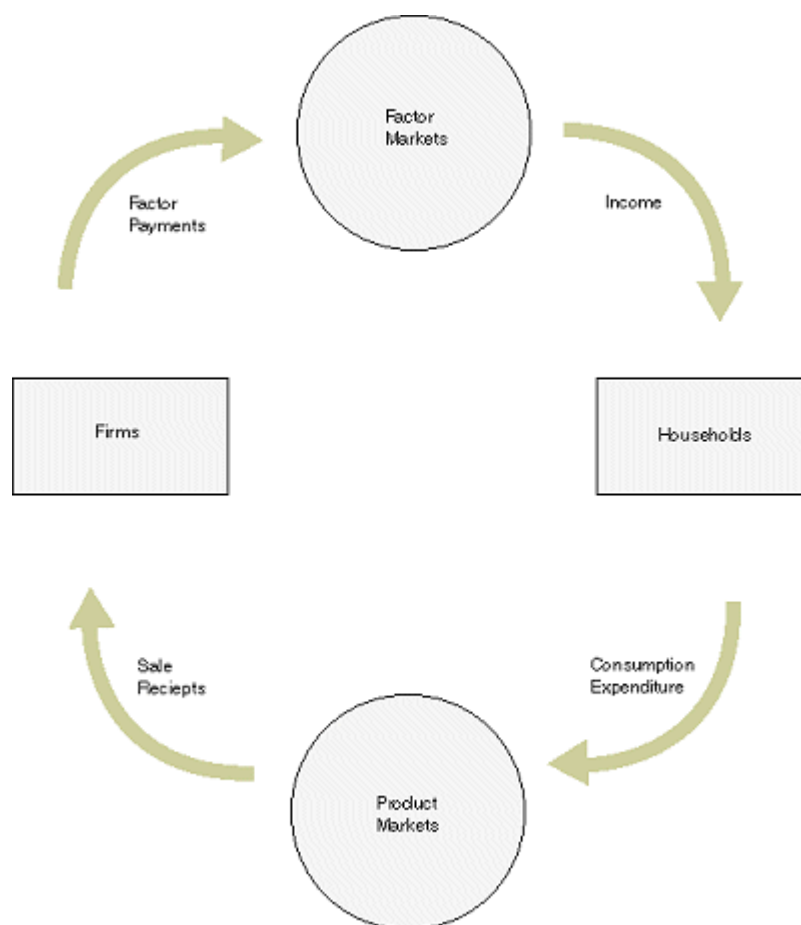 Factor
Markets
Factor
Payments
Income
Firms
Households
Sale
Reciepts
Consumption
Expenditure
Product
Markets